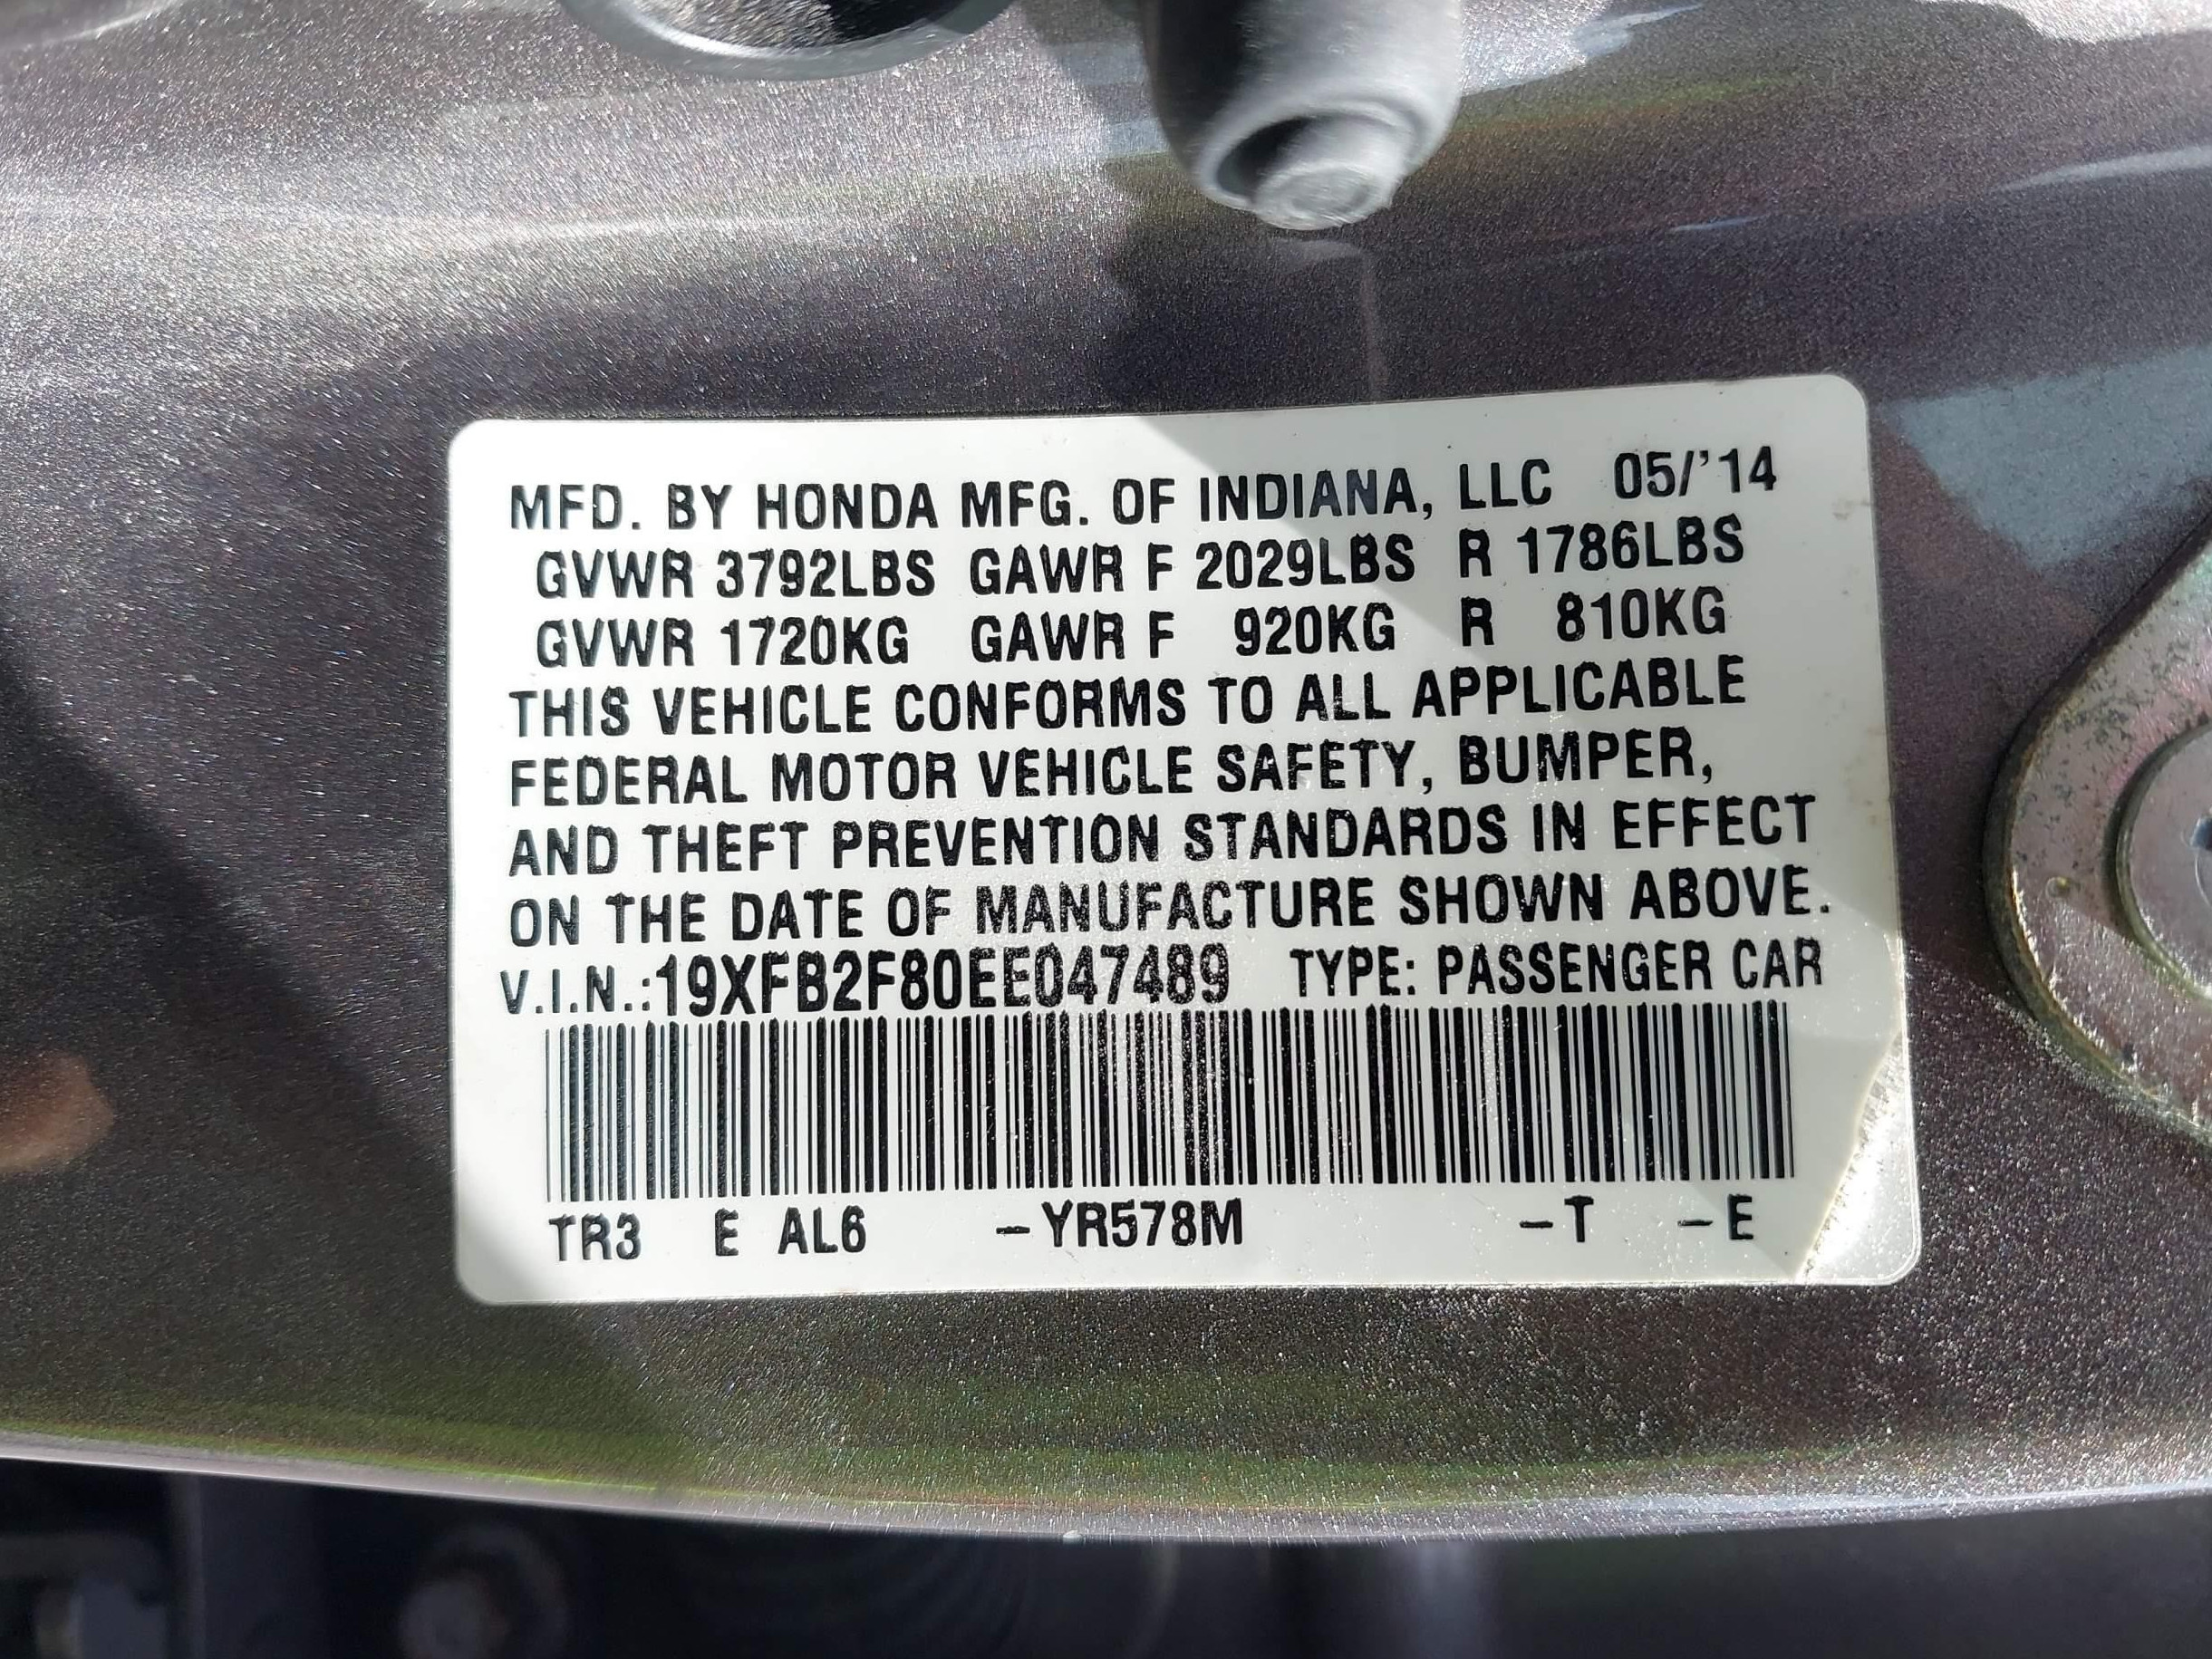 MFD. BY HONDA MFG. OF INDIANA, LLC 05/'14
GVWR 3792LBS GAWR F 2029LBS R 1786LBS
GVWR 1720KG GAWR F 920KG R 810KG
THIS VEHICLE CONFORMS TO ALL APPLICABLE
FEDERAL MOTOR VEHICLE SAFETY, BUMPER,
AND THEFT PREVENTION STANDARDS IN EFFECT
ON THE DATE OF MANUFACTURE SHOWN ABOVE.
V.I.N.:19XFB2F80EE047489 TYPE: PASSENGER CAR
TR3 E AL6 –YR578M –T –E